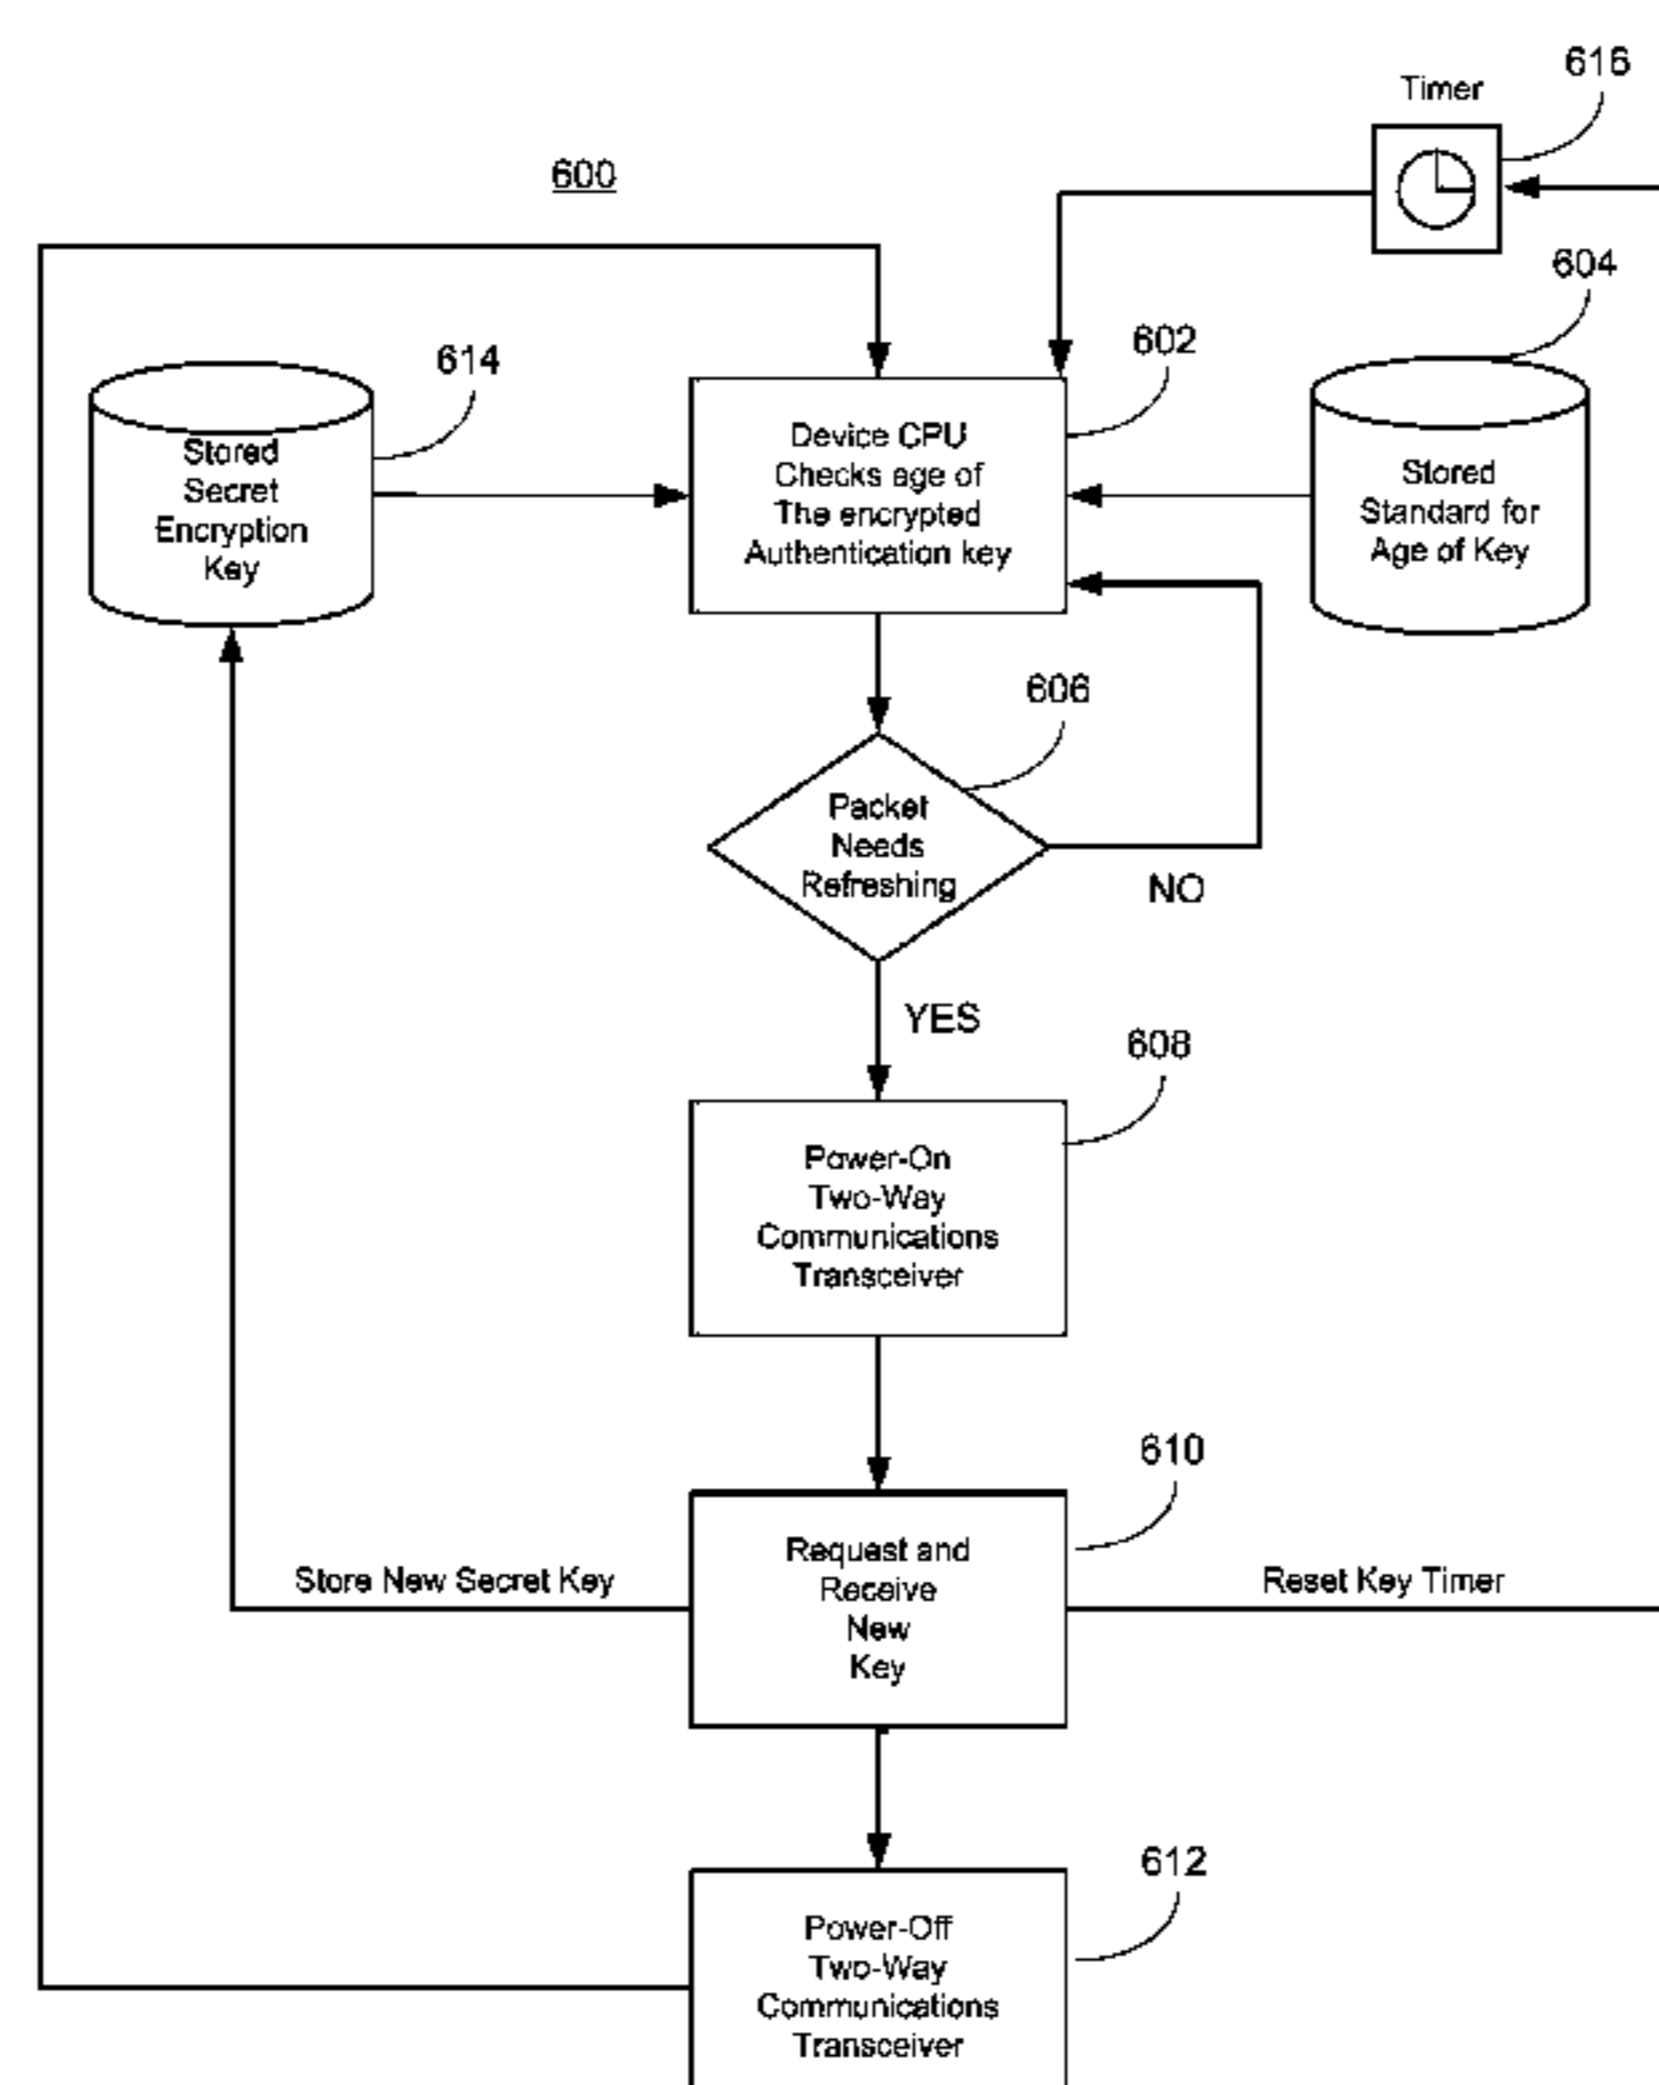 616
Timer
600
604
602
614
Device CPU
Checks age of
The encrypted
Authentication key
Stored
Secret
Encryption
Key
Stored
Standard for
Age of Key
606
Packet
Needs
Refreshing
NO
YES
608
Power-On
Two-Way
Communications
Transceiver
610
Request and
Receive
New
Key
Store New Secret Key
Reset Key Timer
612
Power-Off
Two-Way
Communications
Transceiver